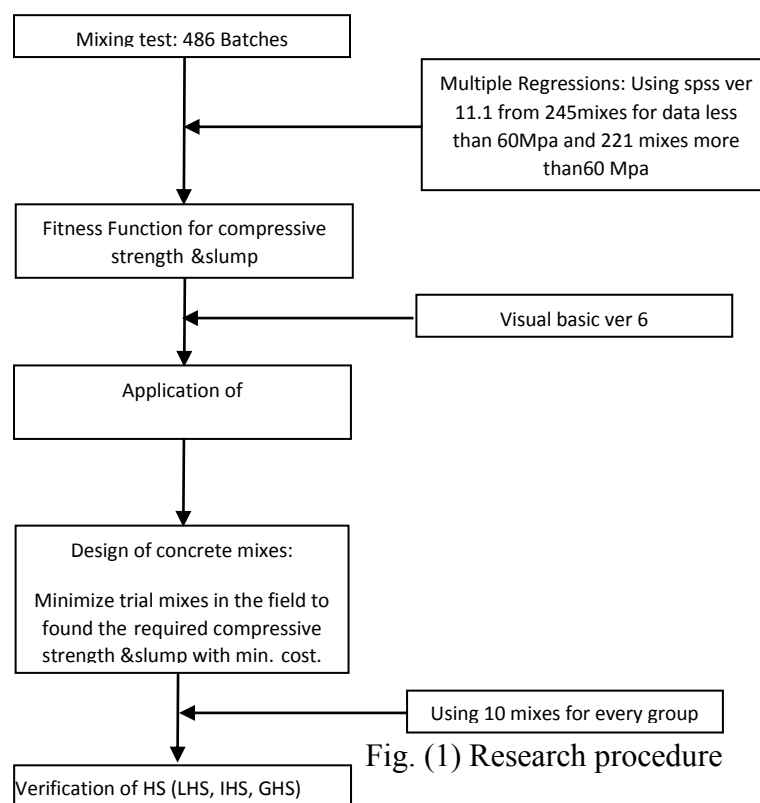 Mixing test: 486 Batches
Multiple Regressions: Using spss ver
11.1 from 245mixes for data less
than 60Mpa and 221 mixes more
than60 Mpa
Fitness Function for compressive
strength &slump
Visual basic ver 6
Application of
Design of concrete mixes:
Minimize trial mixes in the field to
found the required compressive
strength &slump with min. cost.
Using 10 mixes for every group
Fig. (1) Research procedure
Verification of HS (LHS, IHS, GHS)